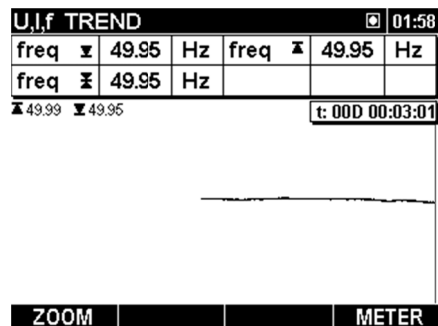 U,I,f TREND 01:58
freq 49.95 Hz freq 49.95 Hz
freq 49.95 Hz
49.99 49.95 t: 00D 00:03:01
ZOOM METER